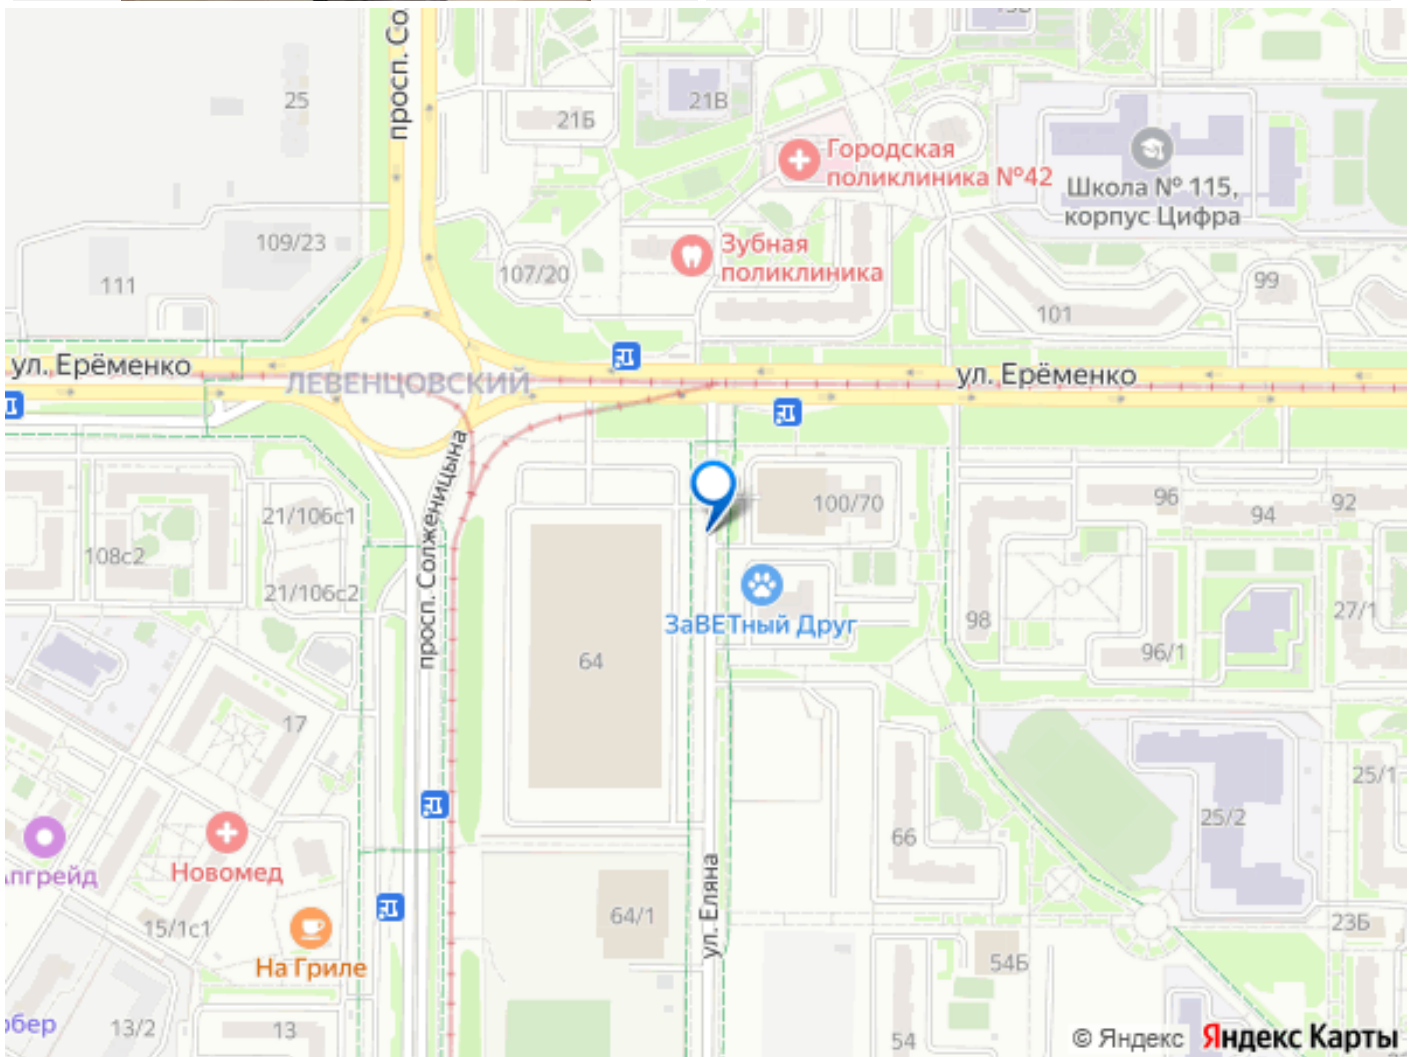 просп. Со
25
21Б
21В
Городская
поликлиника №42
Школа № 115,
корпус Цифра
109/23
111
107/20
Зубная
поликлиника
99
101
ул. Ерёменко
ЛЕВЕНЦОВСКИЙ
ул. Ерёменко
просп. Солженицына
21/106с1
108с2
21/106с2
100/70
96
94
92
ЗаВЕТный Друг
98
96/1
27/1
64
17
25/1
25/2
66
Новомед
15/1с1
На Гриле
64/1
ул. Еляна
23Б
54Б
13/2
13
54
© Яндекс
Яндекс Карты